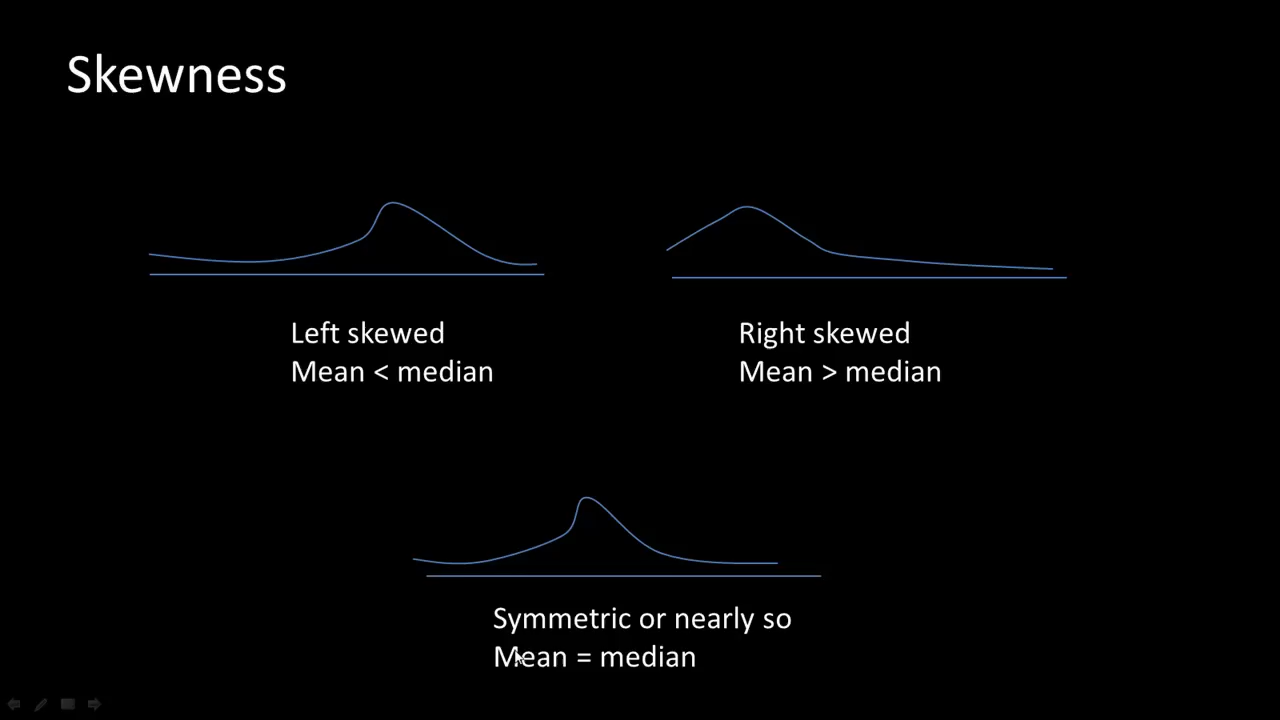 Skewness
Left skewed
Mean < median
Right skewed
Mean > median
Symmetric or nearly so
Mean = median